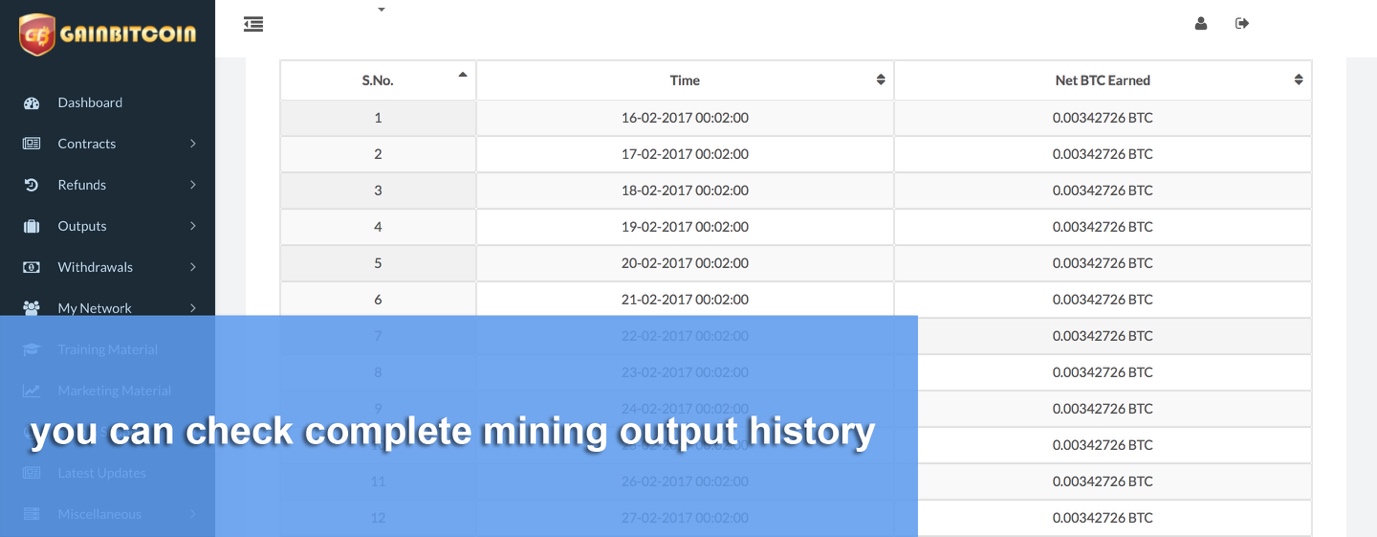 GAINBITCOIN
Dashboard
Contracts
Refunds
Outputs
Withdrawals
My Network
Training Material
Marketing Material
Latest Updates
Miscellaneous
S.No. Time Net BTC Earned
1 16-02-2017 00:02:00 0.00342726 BTC
2 17-02-2017 00:02:00 0.00342726 BTC
3 18-02-2017 00:02:00 0.00342726 BTC
4 19-02-2017 00:02:00 0.00342726 BTC
5 20-02-2017 00:02:00 0.00342726 BTC
6 21-02-2017 00:02:00 0.00342726 BTC
7 22-02-2017 00:02:00 0.00342726 BTC
8 23-02-2017 00:02:00 0.00342726 BTC
9 24-02-2017 00:02:00 0.00342726 BTC
0.00342726 BTC
11 26-02-2017 00:02:00 0.00342726 BTC
12 27-02-2017 00:02:00 0.00342726 BTC
you can check complete mining output history